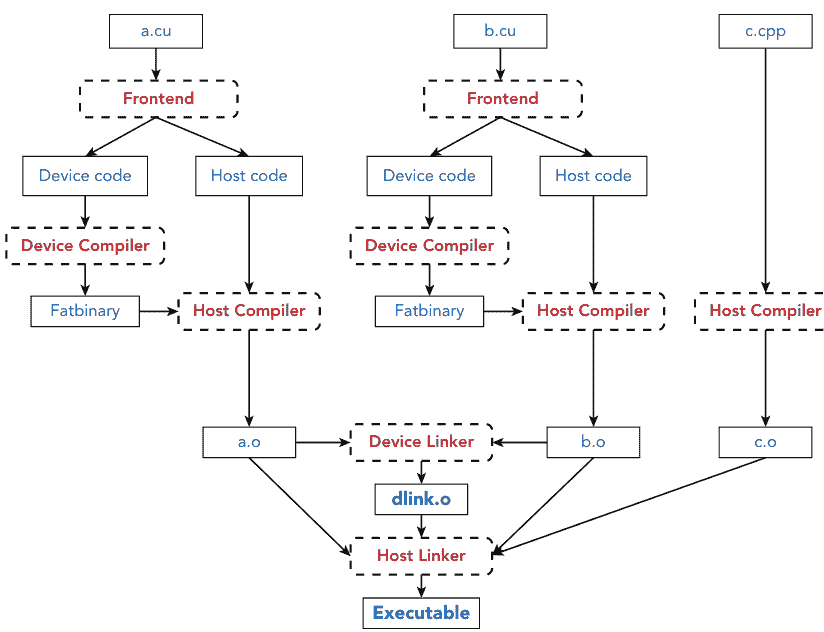 a.cu
b.cu
c.cpp
Frontend
Frontend
Device code
Host code
Device code
Host code
Device Compiler
Device Compiler
Fatbinary
Host Compiler
Fatbinary
Host Compiler
Host Compiler
a.o
Device Linker
b.o
c.o
dlink.o
Host Linker
Executable